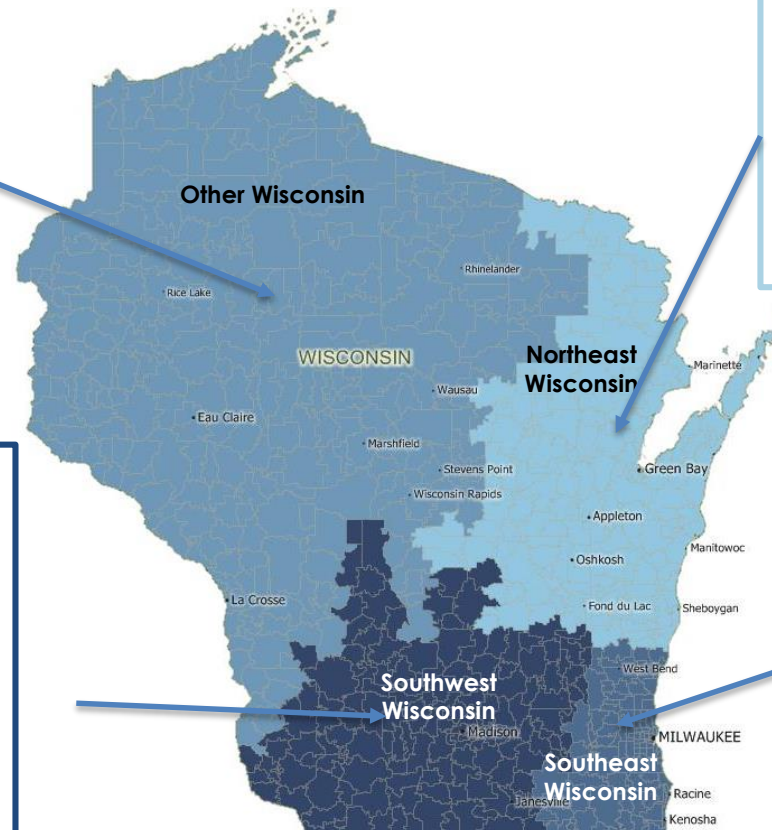 Other Wisconsin
Rhinelander
Rice Lake
WISCONSIN
Northeast
Wisconsin
Marinette
Wausau
Eau Claire
Marshfield
Stevens Point
Green Bay
Wisconsin Rapids
Appleton
Manitowoc
Oshkosh
La Crosse
Fond du Lac
Sheboygan
West Bend
Southwest
Wisconsin
Madison
MILWAUKEE
Southeast
Wisconsin
Janesville
Racine
Kenosha